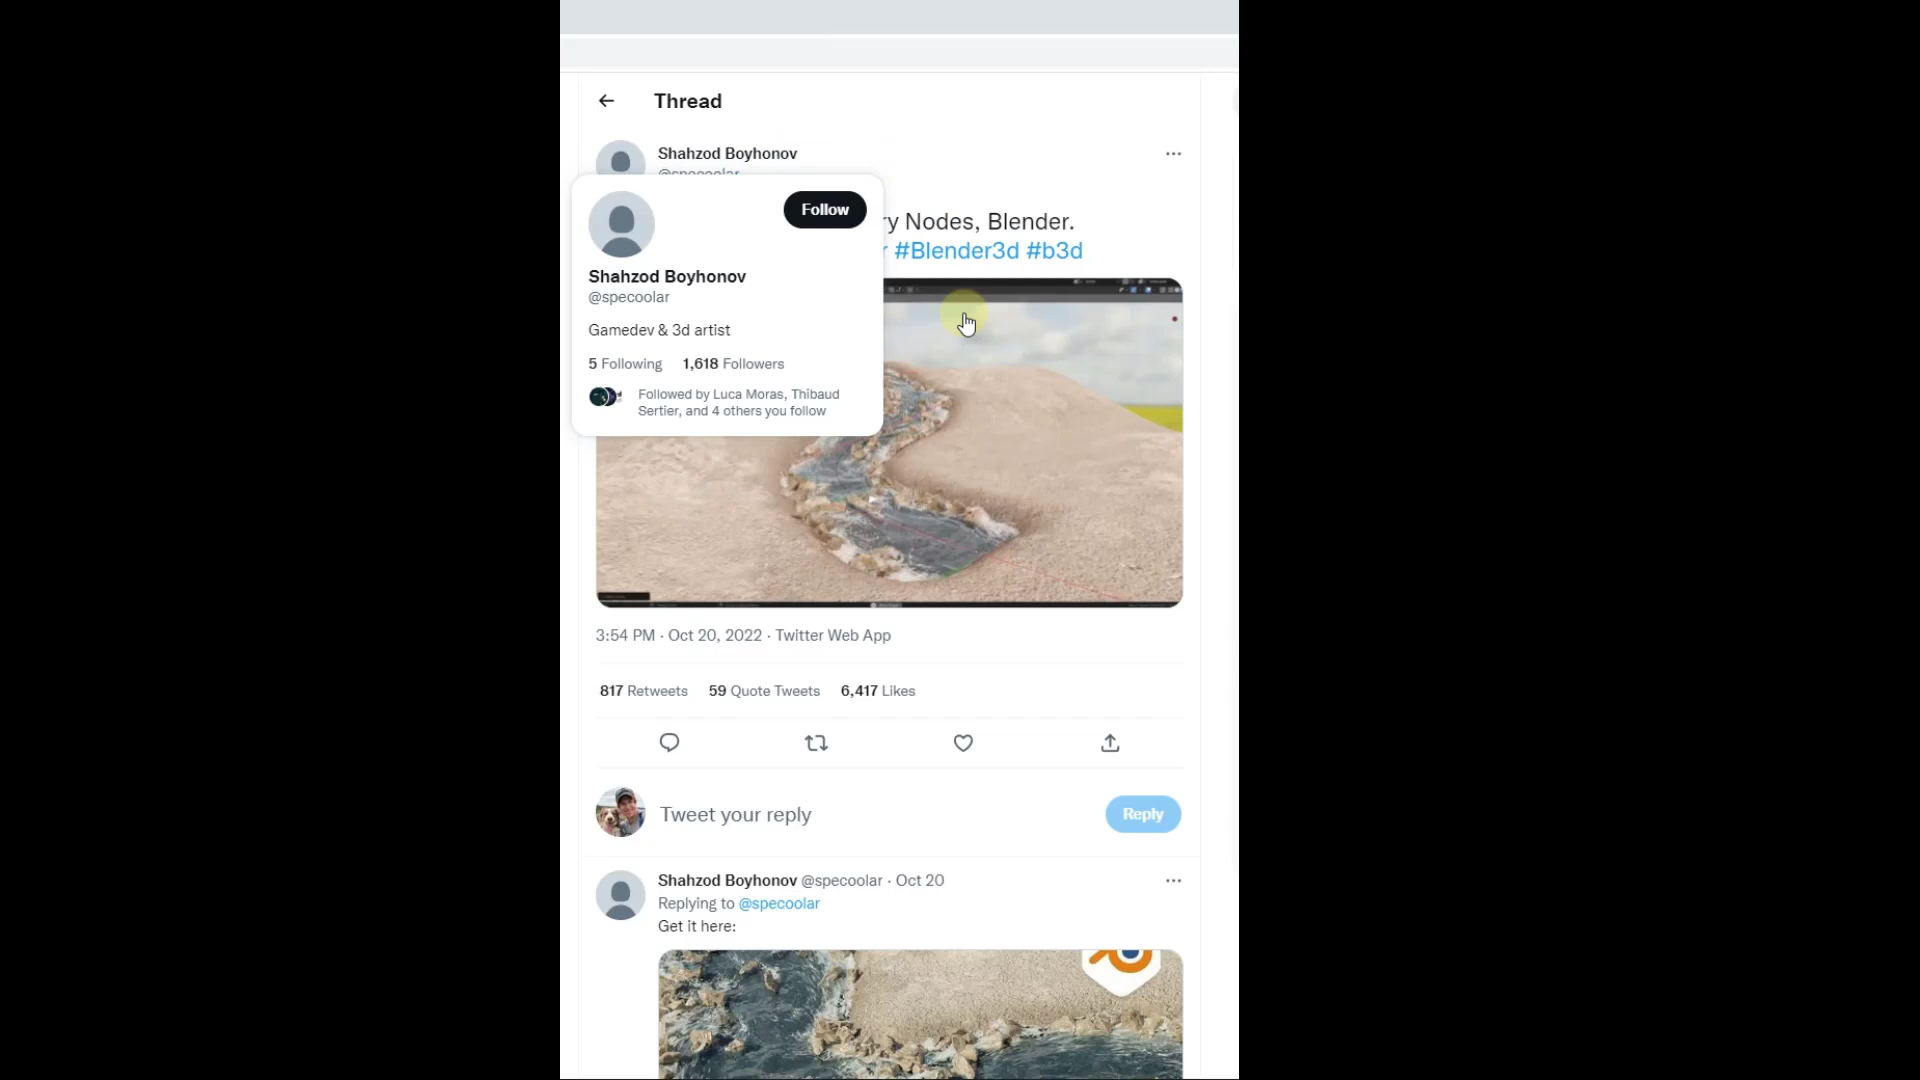 Thread
Shahzod Boyhonov
@specoolar
Follow
Shahzod Boyhonov
@specoolar
Gamedev & 3d artist
5 Following 1,618 Followers
Followed by Luca Moras, Thibaud
Sertier, and 4 others you follow
Nodes, Blender.
#Blender3d #b3d
3:54 PM · Oct 20, 2022 · Twitter Web App
817 Retweets 59 Quote Tweets 6,417 Likes
Tweet your reply
Reply
Shahzod Boyhonov @specoolar · Oct 20
Replying to @specoolar
Get it here: